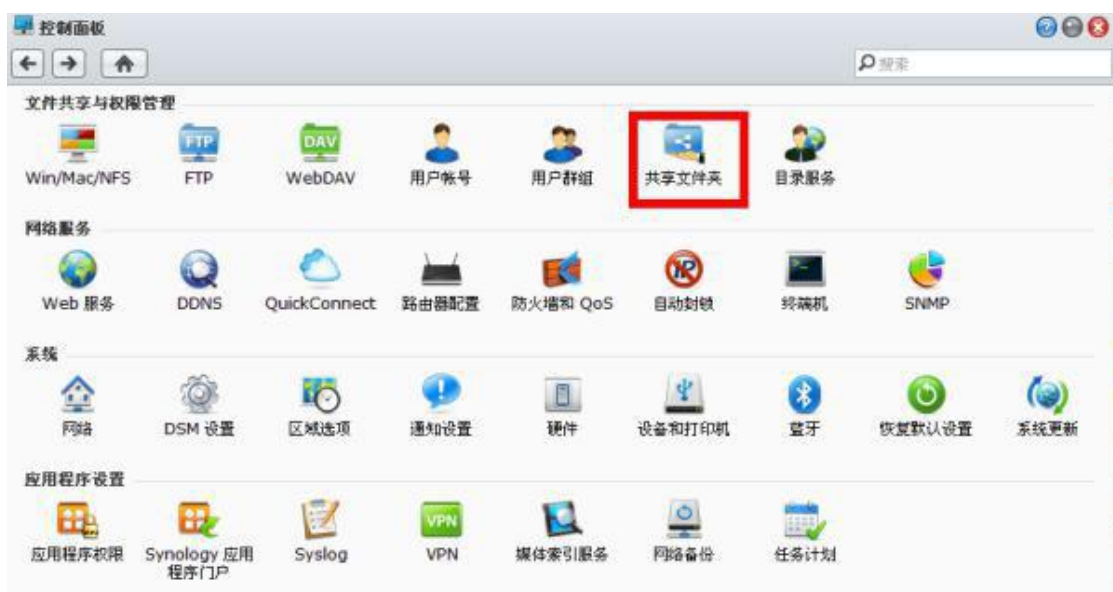 控制面板
搜索
文件共享与权限管理
Win/Mac/NFS FTP WebDAV 用户帐号 用户群组 共享文件夹 目录服务
FTP DAV
网络服务
Web 服务 DDNS QuickConnect 路由器配置 防火墙和 QoS 自动封锁 终端机 SNMP
IP
系统
网络 DSM 设置 区域选项 通知设置 硬件 设备和打印机 蓝牙 恢复默认设置 系统更新
应用程序设置
VPN
应用程序权限 Synology 应用 Syslog VPN 媒体索引服务 网络备份 任务计划
程序门户